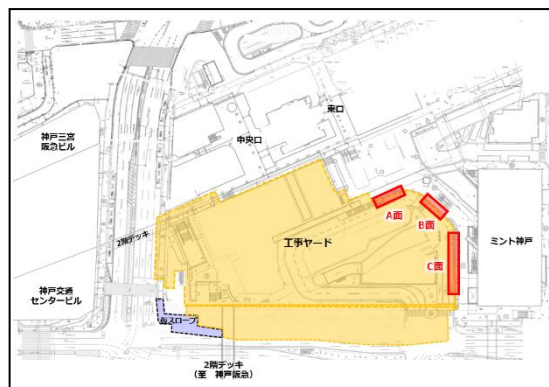 神戸三宮
阪急ビル
中央口
東口
2階デッキ
工事ヤード
A面
B面
C面
ミント神戸
神戸交通
センタービル
仮スロープ
2階デッキ
(至 神戸阪急)